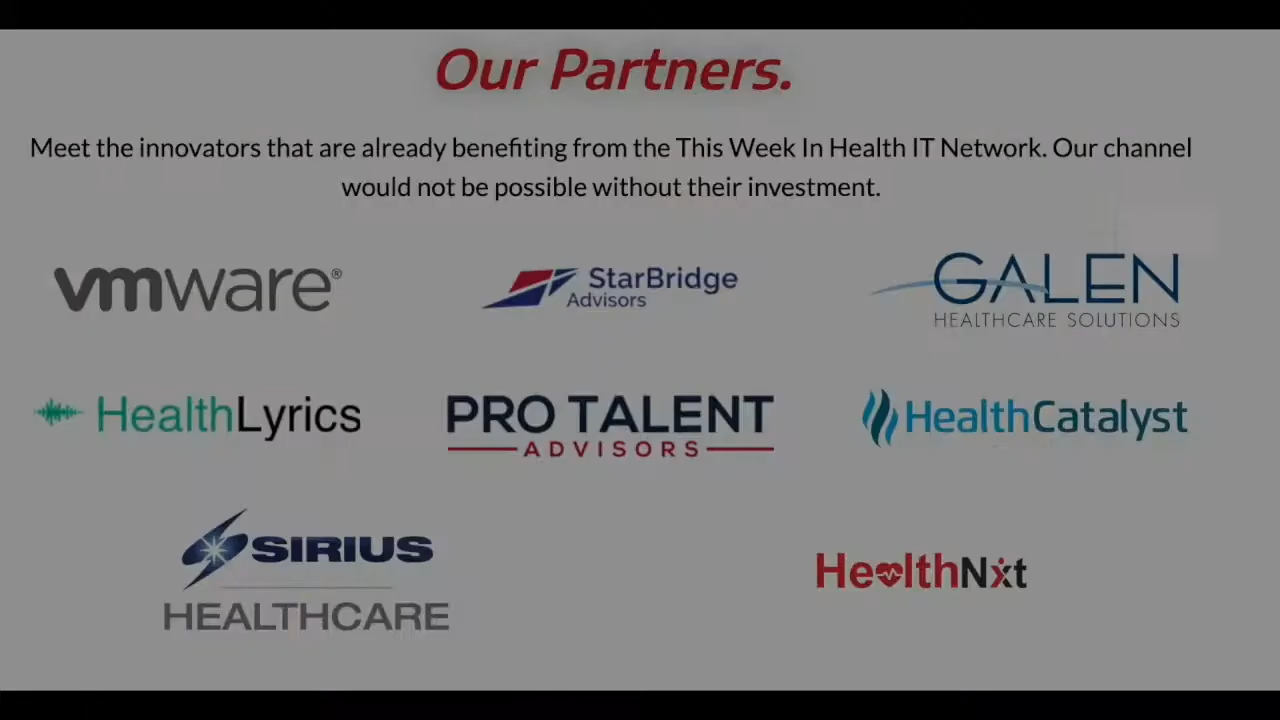 Our Partners.
Meet the innovators that are already benefiting from the This Week In Health IT Network. Our channel
would not be possible without their investment.
vmware®
StarBridge
Advisors
GALEN
HEALTHCARE SOLUTIONS
HealthLyrics
PRO TALENT
ADVISORS
HealthCatalyst
SIRIUS
HEALTHCARE
HealthNxt